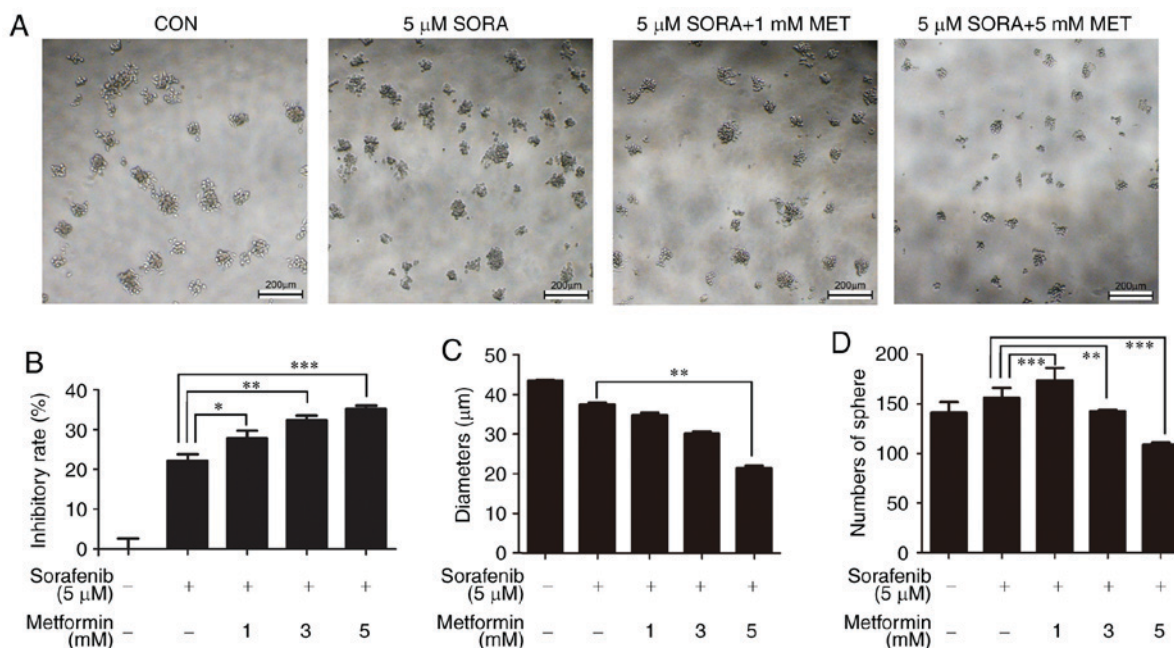 A
CON
5 μM SORA
5 μM SORA+1 mM MET
5 μM SORA+5 mM MET
200μm
200μm
200μm
200μm
B
Inhibitory rate (%)
40
30
20
10
0
*
**
***
Sorafenib
(5 μM)
– + + + +
Metformin
(mM)
– – 1 3 5
C
Diameters (μm)
50
40
30
20
10
0
**
Sorafenib
(5 μM)
– + + + +
Metformin
(mM)
– – 1 3 5
D
Numbers of sphere
200
150
100
50
0
***
**
***
Sorafenib
(5 μM)
– + + + +
Metformin
(mM)
– – 1 3 5